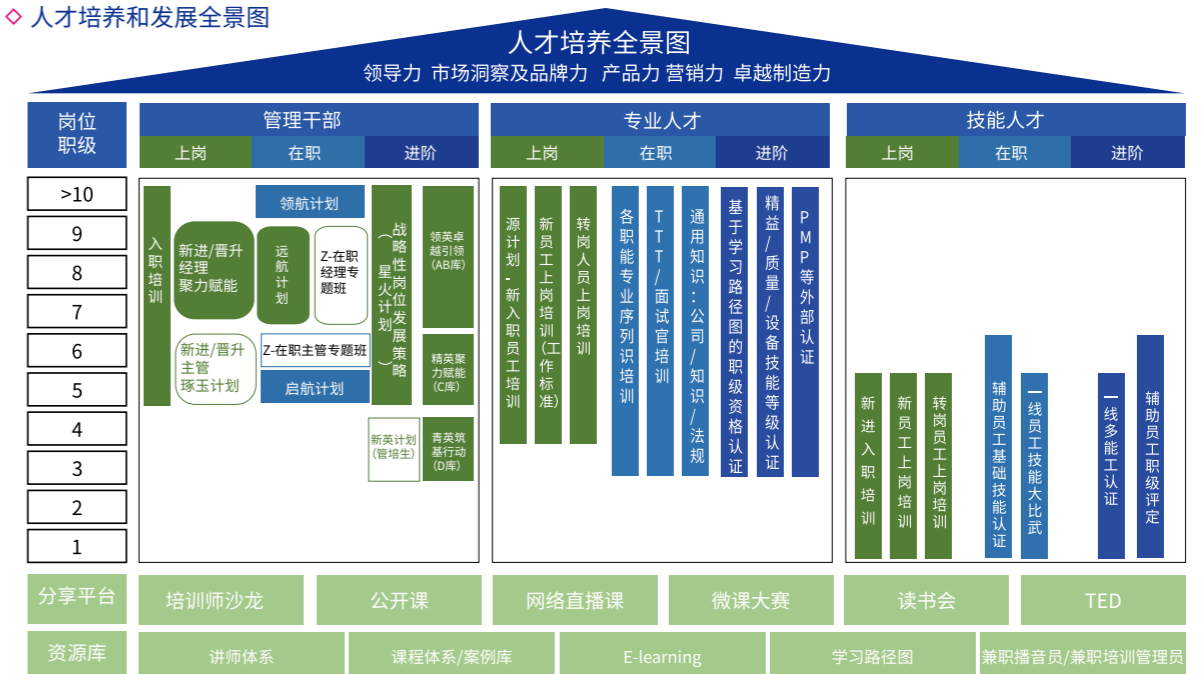 人才培养和发展全景图
人才培养全景图
领导力 市场洞察及品牌力 产品力 营销力 卓越制造力
岗位
职级
管理干部
专业人才
技能人才
上岗
在职
进阶
上岗
在职
进阶
上岗
在职
进阶
>10
9
8
7
6
5
4
3
2
1
入职培训
新进/晋升
经理
聚力赋能
新进/晋升
主管
琢玉计划
领航计划
远航计划
Z-在职
经理专
题班
Z-在职主管专题班
启航计划
战略性岗位发展策略
（星火计划）
领英卓
越引领
（AB库）
精英聚
力赋能
（C库）
新英计划
（管培生）
青英筑
基行动
（D库）
源计划-新入职员工培训
新员工上岗培训（工作标准）
转岗人员上岗培训
各职能专业序列识培训
TTT/面试官培训
通用知识：公司/知识/法规
基于学习路径图的职级资格认证
精益/质量/设备技能等级认证
PMP等外部认证
新进入职培训
新员工上岗培训
转岗员工上岗培训
辅助员工基础技能认证
一线员工技能大比武
一线多能工认证
辅助员工职级评定
分享平台
培训师沙龙
公开课
网络直播课
微课大赛
读书会
TED
资源库
讲师体系
课程体系/案例库
E-learning
学习路径图
兼职播音员/兼职培训管理员